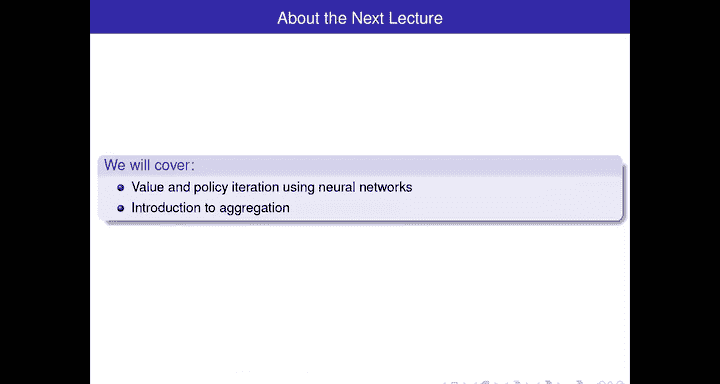 About the Next Lecture
We will cover:
Value and policy iteration using neural networks
Introduction to aggregation